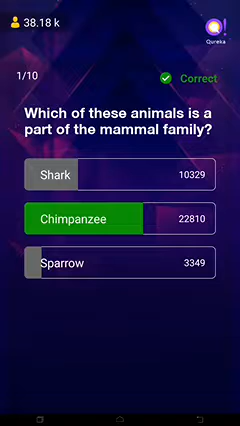 38.18 k
Q!
Qureka
1/10
Correct
Which of these animals is a
part of the mammal family?
Shark 10329
Chimpanzee 22810
Sparrow 3349